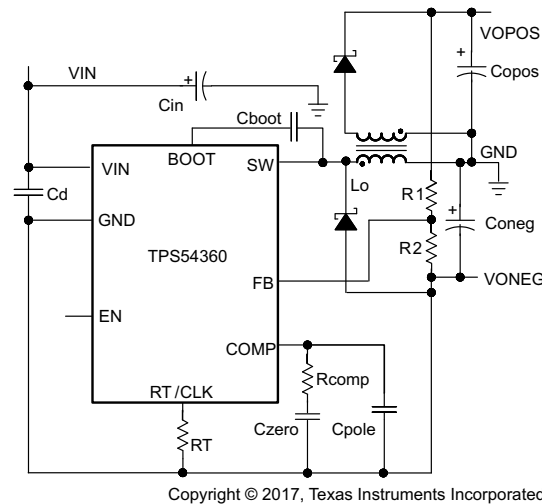 VOPOS
VIN
+
Copos
+
Cin
Cboot
GND
BOOT
VIN
SW
Cd
Lo
R1
+
GND
Coneg
TPS54360
R2
FB
VONEG
EN
COMP
Rcomp
RT/CLK
Czero
Cpole
RT
Copyright © 2017, Texas Instruments Incorporated